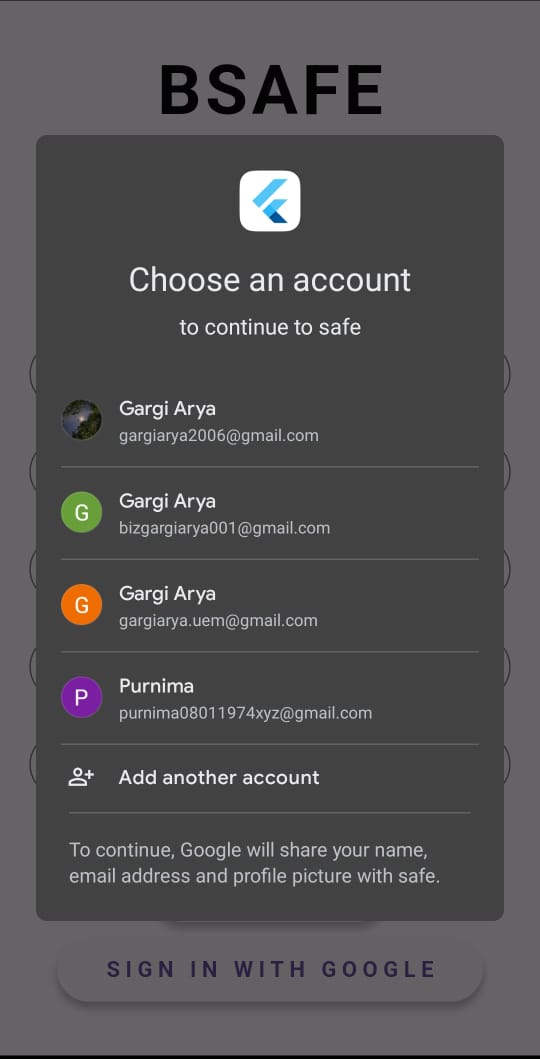 BSAFE
Choose an account
to continue to safe
Gargi Arya
gargiarya2006@gmail.com
G
Gargi Arya
bizgargiarya001@gmail.com
G
Gargi Arya
gargiarya.uem@gmail.com
P
Purnima
purnima08011974xyz@gmail.com
Add another account
To continue, Google will share your name,
email address and profile picture with safe.
SIGN IN WITH GOOGLE